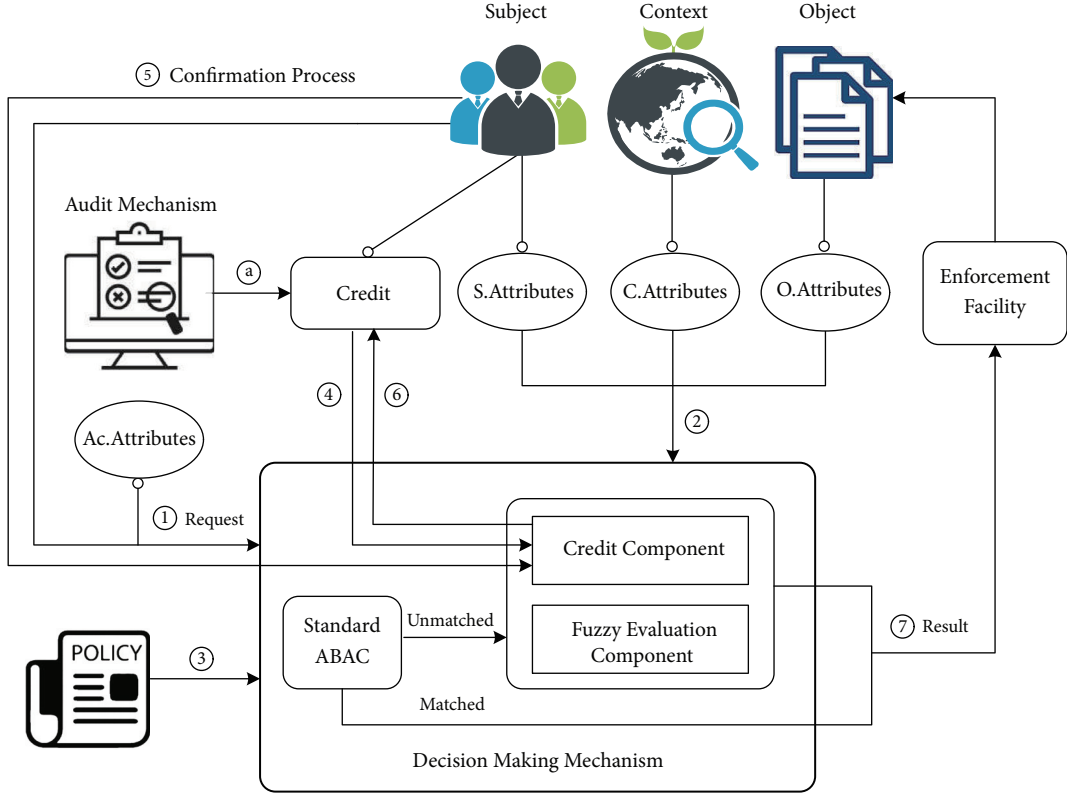 Subject
Context
Object
5 Confirmation Process
Audit Mechanism
a
Credit
S.Attributes
C.Attributes
O.Attributes
Enforcement
Facility
4
6
2
Ac.Attributes
1 Request
Credit Component
Standard
ABAC
Unmatched
Fuzzy Evaluation
Component
7 Result
POLICY
3
Matched
Decision Making Mechanism